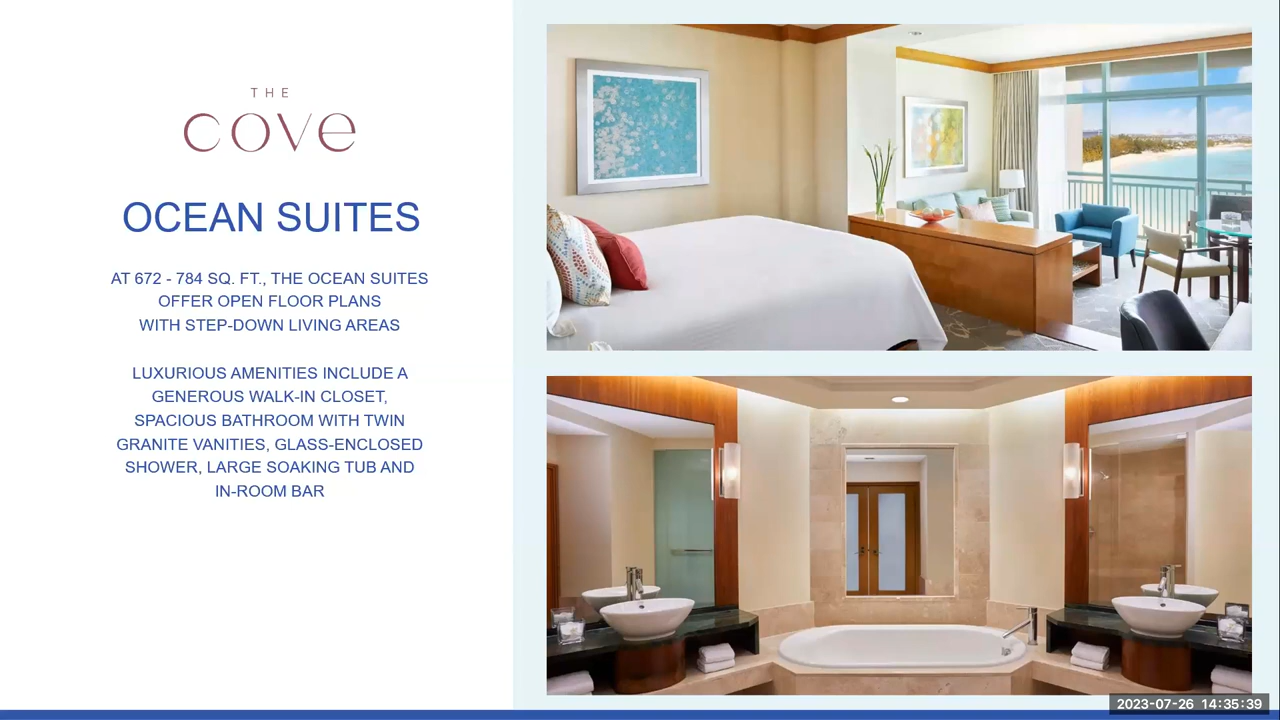 THE
cove
OCEAN SUITES
AT 672 - 784 SQ. FT., THE OCEAN SUITES
OFFER OPEN FLOOR PLANS
WITH STEP-DOWN LIVING AREAS
LUXURIOUS AMENITIES INCLUDE A
GENEROUS WALK-IN CLOSET,
SPACIOUS BATHROOM WITH TWIN
GRANITE VANITIES, GLASS-ENCLOSED
SHOWER, LARGE SOAKING TUB AND
IN-ROOM BAR
2023-07-26 14:35:39